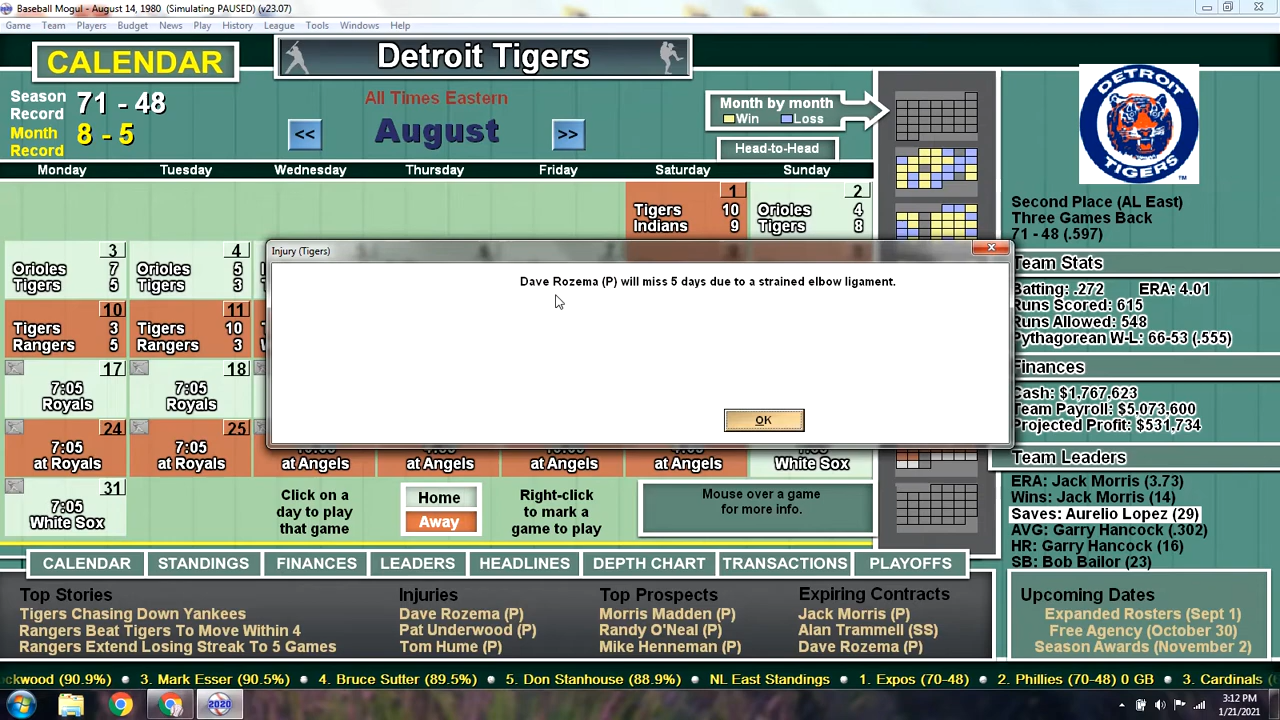 Baseball Mogul - August 14, 1980 (Simulating PAUSED) (v23.07)
Game Team Players Budget News Play History League Tools Windows Help
CALENDAR
Detroit Tigers
Season Record 71 - 48
Month Record 8 - 5
All Times Eastern
<< August >>
Month by month
Win Loss
Head-to-Head
DETROIT
TIGERS
TM
Monday Tuesday Wednesday Thursday Friday Saturday Sunday
1 2
Tigers 10 Orioles 4
Indians 9 Tigers 8
3 4
Orioles 7 Orioles 5
Tigers 5 Tigers 3
10 11
Tigers 3 Tigers 10
Rangers 5 Rangers 3
17 18
7:05 7:05
Royals Royals
24 25
7:05 7:05
at Royals at Royals at Angels at Angels at Angels at Angels White Sox
31
7:05
White Sox
Injury (Tigers)
Dave Rozema (P) will miss 5 days due to a strained elbow ligament.
OK
Click on a day to play that game
Home
Away
Right-click to mark a game to play
Mouse over a game for more info.
Second Place (AL East)
Three Games Back
71 - 48 (.597)
Team Stats
Batting: .272 ERA: 4.01
Runs Scored: 615
Runs Allowed: 548
Pythagorean W-L: 66-53 (.555)
Finances
Cash: $1,767,623
Team Payroll: $5,073,600
Projected Profit: $531,734
Team Leaders
ERA: Jack Morris (3.73)
Wins: Jack Morris (14)
Saves: Aurelio Lopez (29)
AVG: Garry Hancock (.302)
HR: Garry Hancock (16)
SB: Bob Bailor (23)
CALENDAR STANDINGS FINANCES LEADERS HEADLINES DEPTH CHART TRANSACTIONS PLAYOFFS
Top Stories
Tigers Chasing Down Yankees
Rangers Beat Tigers To Move Within 4
Rangers Extend Losing Streak To 5 Games
Injuries
Dave Rozema (P)
Pat Underwood (P)
Tom Hume (P)
Top Prospects
Morris Madden (P)
Randy O'Neal (P)
Mike Henneman (P)
Expiring Contracts
Jack Morris (P)
Alan Trammell (SS)
Dave Rozema (P)
Upcoming Dates
Expanded Rosters (Sept 1)
Free Agency (October 30)
Season Awards (November 2)
ockwood (90.9%) • 3. Mark Esser (90.5%) • 4. Bruce Sutter (89.5%) • 5. Don Stanhouse (88.9%) • NL East Standings • 1. Expos (70-48) • 2. Phillies (70-48) 0 GB • 3. Cardinals (
2020
3:12 PM
1/21/2021